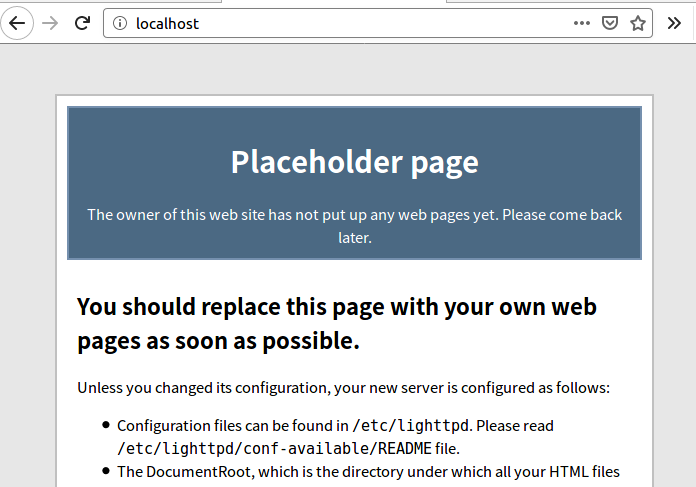 localhost
Placeholder page
The owner of this web site has not put up any web pages yet. Please come back
later.
You should replace this page with your own web
pages as soon as possible.
Unless you changed its configuration, your new server is configured as follows:
Configuration files can be found in /etc/lighttpd. Please read
/etc/lighttpd/conf-available/README file.
The DocumentRoot, which is the directory under which all your HTML files